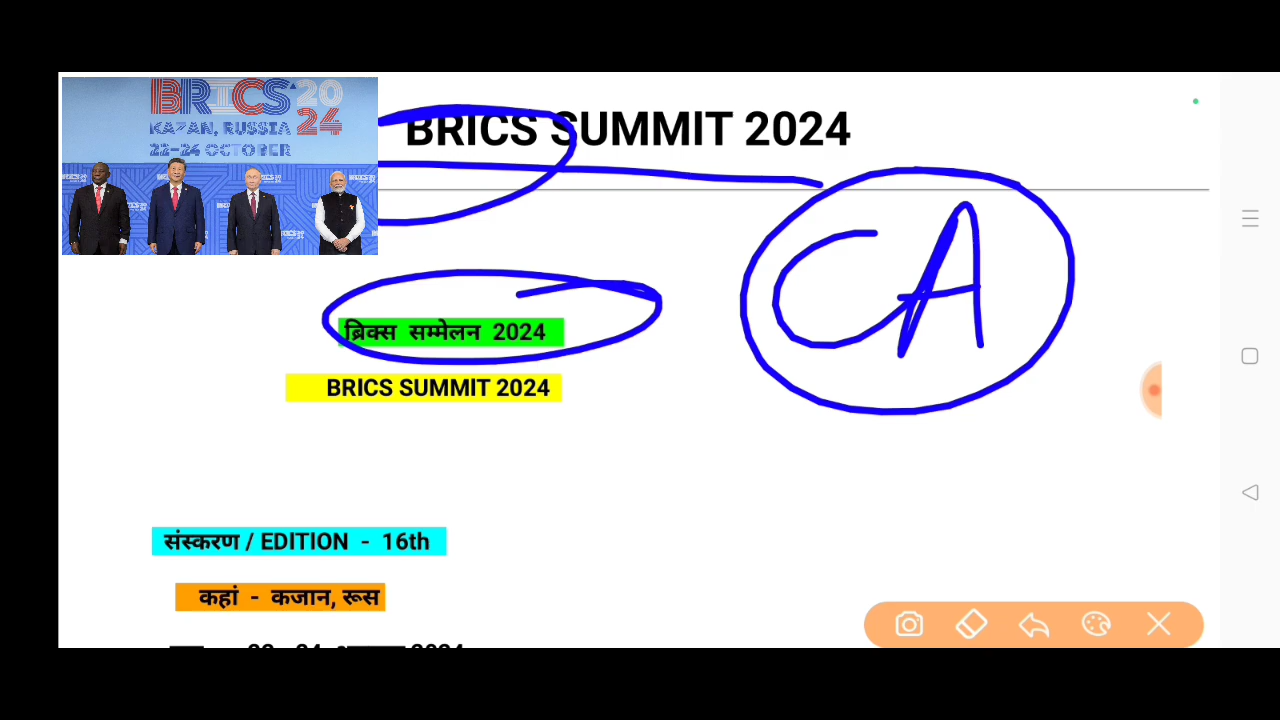 BRICS 2024
KAZAN, RUSSIA
22-24 OCTOBER
BRICS SUMMIT 2024
CA
ब्रिक्स सम्मेलन 2024
BRICS SUMMIT 2024
संस्करण / EDITION - 16th
कहां - कजान, रूस
2024